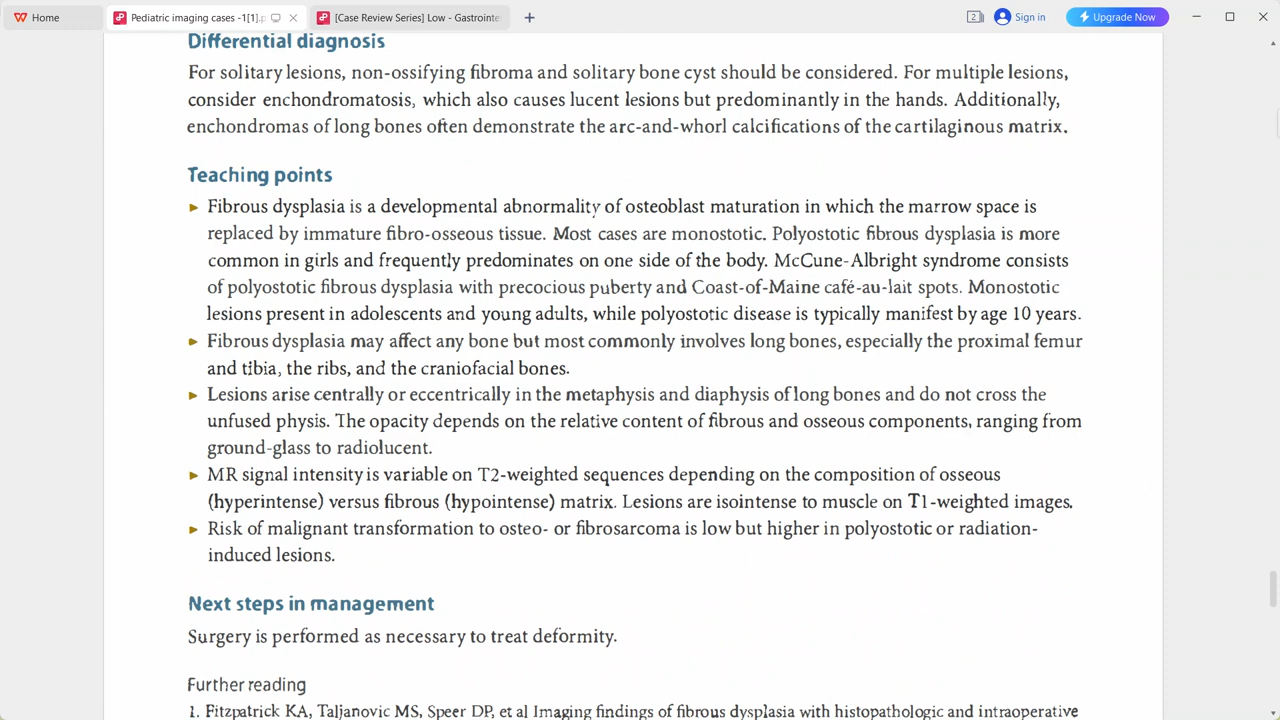 Home
Pediatric imaging cases -1[1].p
[Case Review Series] Low - Gastrointe
2
Sign in
Upgrade Now
Differential diagnosis
For solitary lesions, non-ossifying fibroma and solitary bone cyst should be considered. For multiple lesions,
consider enchondromatosis, which also causes lucent lesions but predominantly in the hands. Additionally,
enchondromas of long bones often demonstrate the arc-and-whorl calcifications of the cartilaginous matrix.
Teaching points
► Fibrous dysplasia is a developmental abnormality of osteoblast maturation in which the marrow space is
replaced by immature fibro-osseous tissue. Most cases are monostotic. Polyostotic fibrous dysplasia is more
common in girls and frequently predominates on one side of the body. McCune-Albright syndrome consists
of polyostotic fibrous dysplasia with precocious puberty and Coast-of-Maine café-au-lait spots. Monostotic
lesions present in adolescents and young adults, while polyostotic disease is typically manifest by age 10 years.
► Fibrous dysplasia may affect any bone but most commonly involves long bones, especially the proximal femur
and tibia, the ribs, and the craniofacial bones.
► Lesions arise centrally or eccentrically in the metaphysis and diaphysis of long bones and do not cross the
unfused physis. The opacity depends on the relative content of fibrous and osseous components, ranging from
ground-glass to radiolucent.
► MR signal intensity is variable on T2-weighted sequences depending on the composition of osseous
(hyperintense) versus fibrous (hypointense) matrix. Lesions are isointense to muscle on T1-weighted images.
► Risk of malignant transformation to osteo- or fibrosarcoma is low but higher in polyostotic or radiation-
induced lesions.
Next steps in management
Surgery is performed as necessary to treat deformity.
Further reading
1. Fitzpatrick KA, Taljanovic MS, Speer DP, et al Imaging findings of fibrous dysplasia with histopathologic and intraoperative